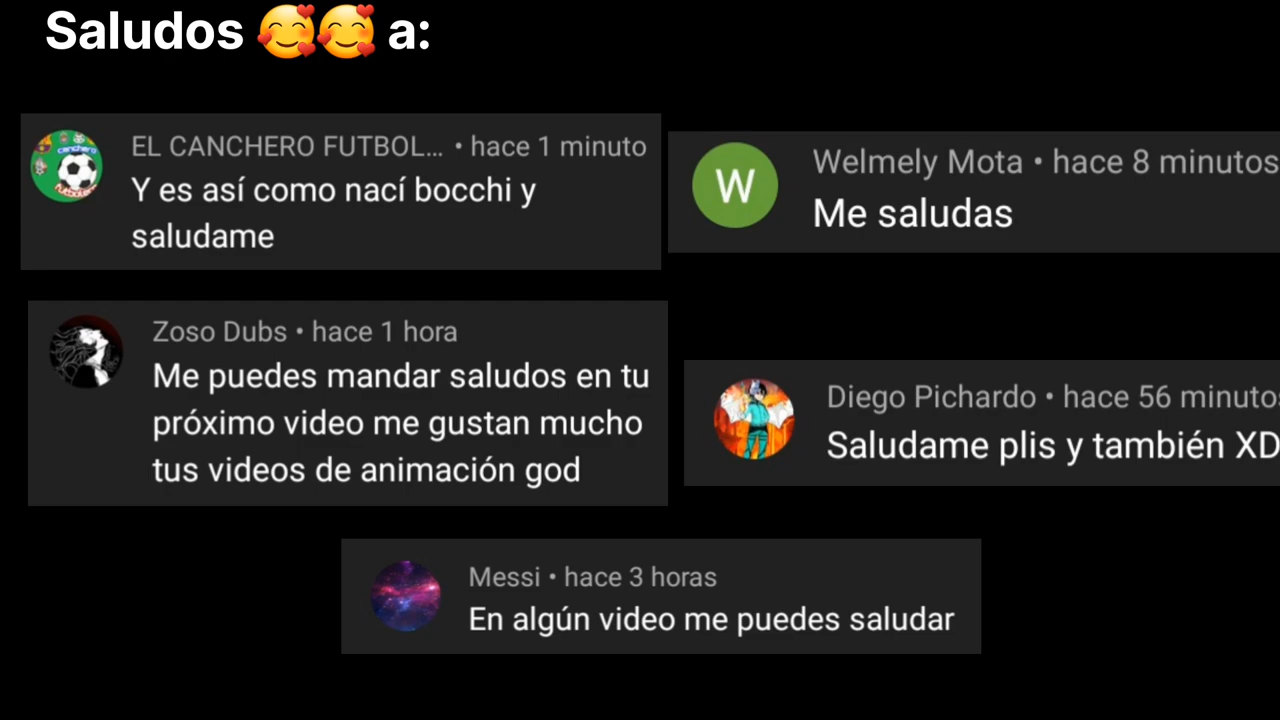 Saludos 🥰🥰 a:
EL CANCHERO FUTBOL… • hace 1 minuto
Y es así como nací bocchi y
saludame
W
Welmely Mota • hace 8 minutos
Me saludas
Zoso Dubs • hace 1 hora
Me puedes mandar saludos en tu
próximo video me gustan mucho
tus videos de animación god
Diego Pichardo • hace 56 minutos
Saludame plis y también XD
Messi • hace 3 horas
En algún video me puedes saludar